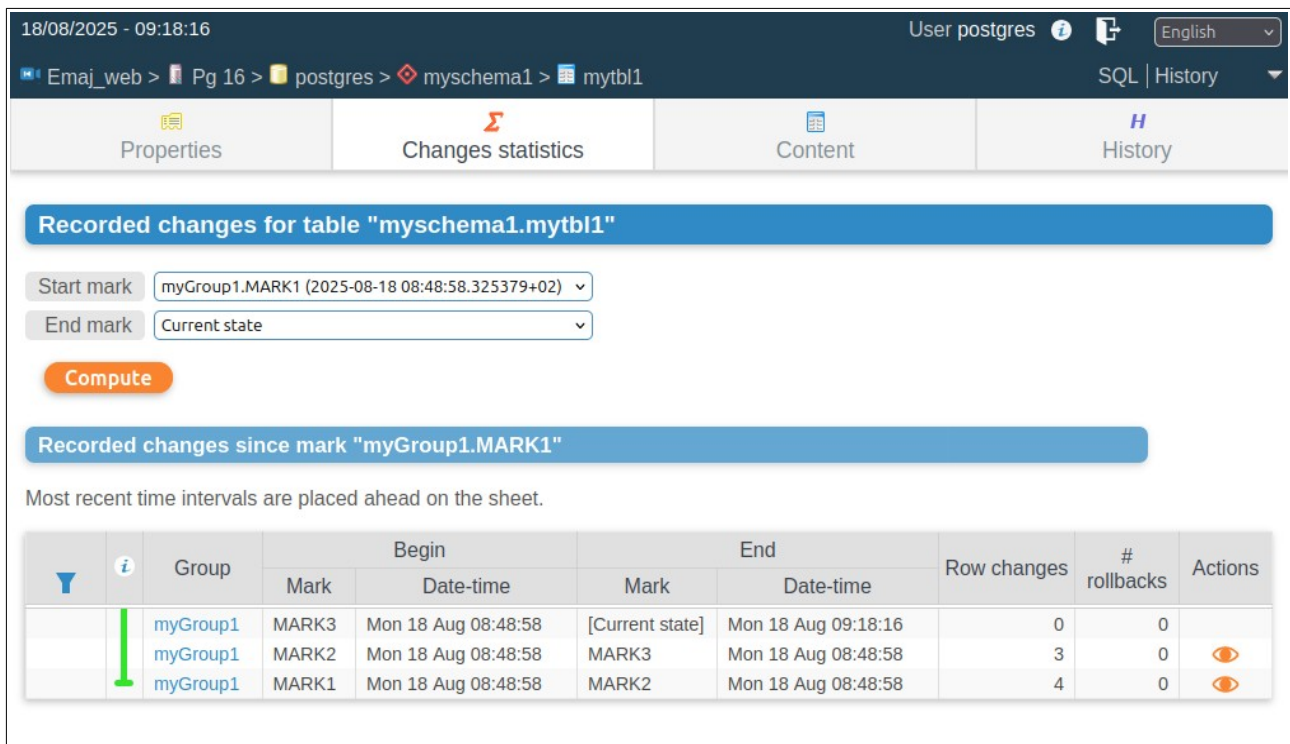 18/08/2025 - 09:18:16 User postgres i English
Emaj_web > Pg 16 > postgres > myschema1 > mytbl1 SQL | History
Σ H
Properties Changes statistics Content History
Recorded changes for table "myschema1.mytbl1"
Start mark myGroup1.MARK1 (2025-08-18 08:48:58.325379+02)
End mark Current state
Compute
Recorded changes since mark "myGroup1.MARK1"
Most recent time intervals are placed ahead on the sheet.
i Group Begin End Row changes # rollbacks Actions
Mark Date-time Mark Date-time
myGroup1 MARK3 Mon 18 Aug 08:48:58 [Current state] Mon 18 Aug 09:18:16 0 0
myGroup1 MARK2 Mon 18 Aug 08:48:58 MARK3 Mon 18 Aug 08:48:58 3 0
myGroup1 MARK1 Mon 18 Aug 08:48:58 MARK2 Mon 18 Aug 08:48:58 4 0